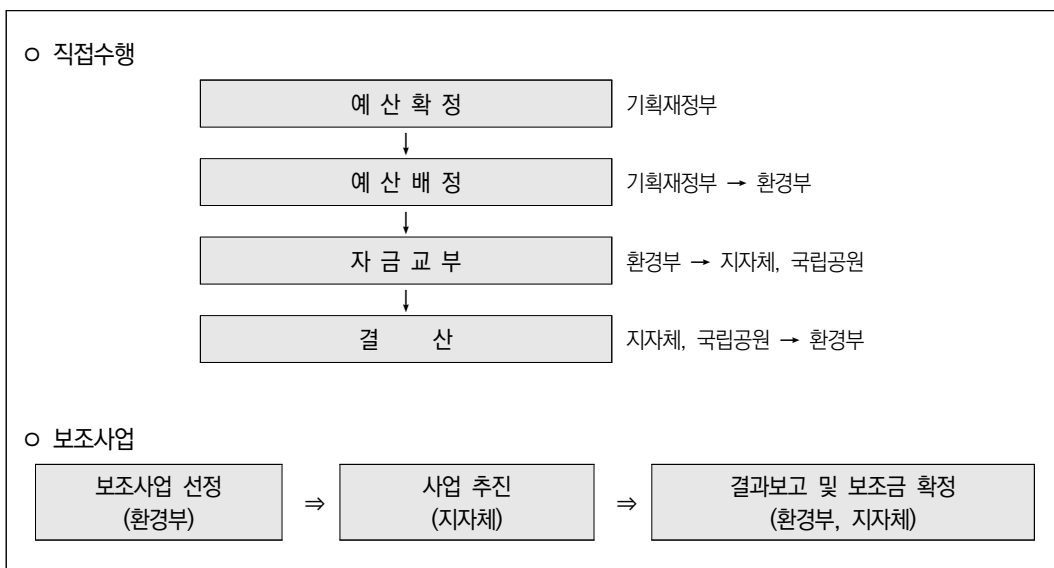 ㅇ 직접수행
예 산 확 정 기획재정부
↓
예 산 배 정 기획재정부 → 환경부
↓
자 금 교 부 환경부 → 지자체, 국립공원
↓
결 산 지자체, 국립공원 → 환경부
ㅇ 보조사업
보조사업 선정 ⇒ 사업 추진 ⇒ 결과보고 및 보조금 확정
(환경부) (지자체) (환경부, 지자체)